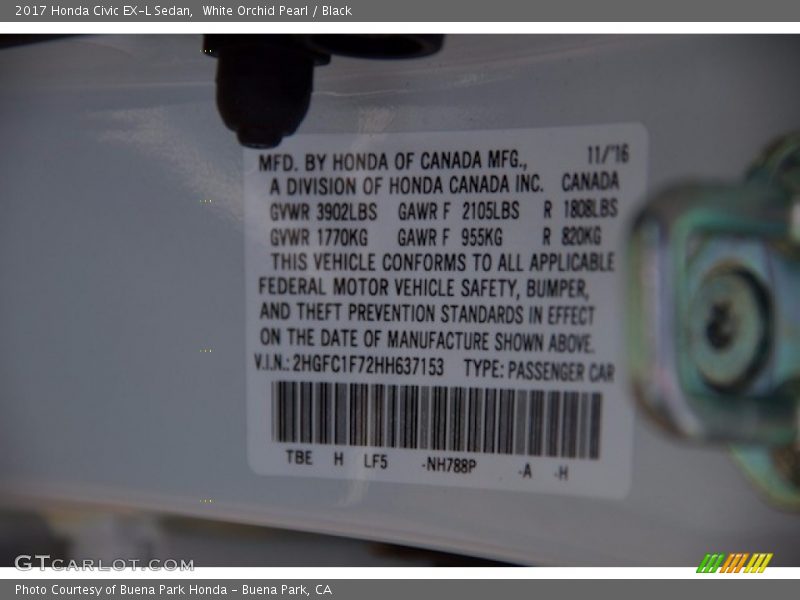 2017 Honda Civic EX-L Sedan, White Orchid Pearl / Black
MFD. BY HONDA OF CANADA MFG., 11/'16
A DIVISION OF HONDA CANADA INC. CANADA
GVWR 3902LBS GAWR F 2105LBS R 1808LBS
GVWR 1770KG GAWR F 955KG R 820KG
THIS VEHICLE CONFORMS TO ALL APPLICABLE
FEDERAL MOTOR VEHICLE SAFETY, BUMPER,
AND THEFT PREVENTION STANDARDS IN EFFECT
ON THE DATE OF MANUFACTURE SHOWN ABOVE.
V.I.N.: 2HGFC1F72HH637153 TYPE: PASSENGER CAR
TBE H LF5 -NH788P -A -H
GTCARLOT.COM
Photo Courtesy of Buena Park Honda - Buena Park, CA